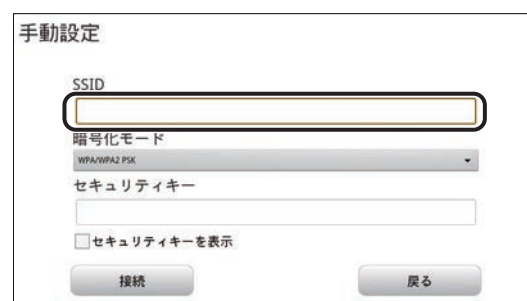 手動設定
SSID
暗号化モード
WPA/WPA2 PSK
セキュリティキー
セキュリティキーを表示
接続
戻る